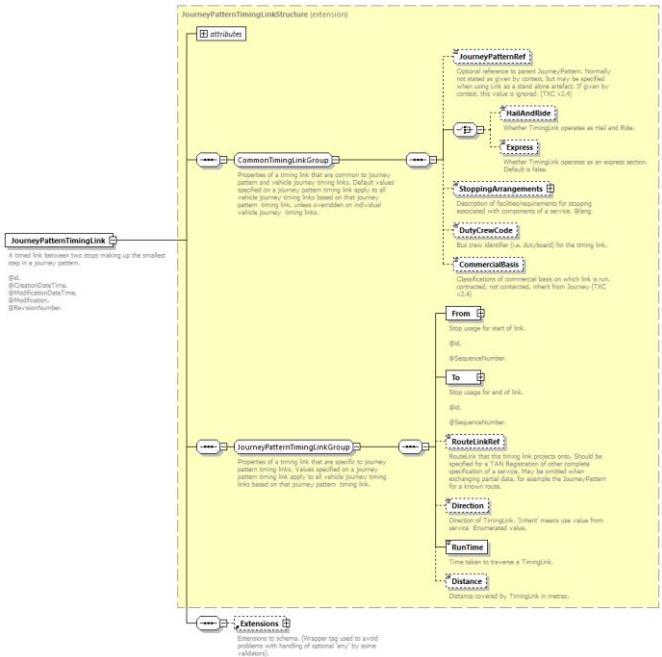 JourneyPatternTimingLinkStructure (extension)
attributes
JourneyPatternRef
Optional reference to parent JourneyPattern. Normally
not stated as given by context, but may be specified
when using Link as a stand alone artefact. If given by
context, this value is ignored. (TXC v2.4)
HailAndRide
Whether TimingLink operates as Hail and Ride.
Express
Whether TimingLink operates as an express section.
Default is false.
CommonTimingLinkGroup
Properties of a timing link that are common to journey
pattern and vehicle journey timing links. Default values
specified on a journey pattern timing link apply to all
vehicle journey timing links based on that journey
pattern timing link, unless overridden on individual
vehicle journey timing links.
StoppingArrangements
Description of facilities/requirements for stopping
associated with components of a service. @lang.
DutyCrewCode
Bus crew identifier (i.e. dutyboard) for the timing link.
CommercialBasis
Classifications of commercial basis on which link is run,
contracted, not contarcted, inherit from Journey (TXC
v2.4)
JourneyPatternTimingLink
A timed link between two stops making up the smallest
step in a journey pattern.
@id,
@CreationDateTime,
@ModificationDateTime,
@Modification,
@RevisionNumber.
From
Stop usage for start of link.
@id,
@SequenceNumber.
To
Stop usage for end of link.
@id,
@SequenceNumber.
JourneyPatternTimingLinkGroup
Properties of a timing link that are specific to journey
pattern timing links. Values specified on a journey
pattern timing link apply to all vehicle journey timing
links based on that journey pattern timing link.
RouteLinkRef
RouteLink that this timing link projects onto. Should be
specified for a TAN Registration of other complete
specification of a service. May be omitted when
exchanging partial data, for example the JourneyPattern
for a known route.
Direction
Direction of TimingLink. 'Inherit' means use value from
service Enumerated value.
RunTime
Time taken to traverse a TimingLink.
Distance
Distance covered by TimingLink in metres.
Extensions
Extensions to schema. (Wrapper tag used to avoid
problems with handling of optional 'any' by some
validators).